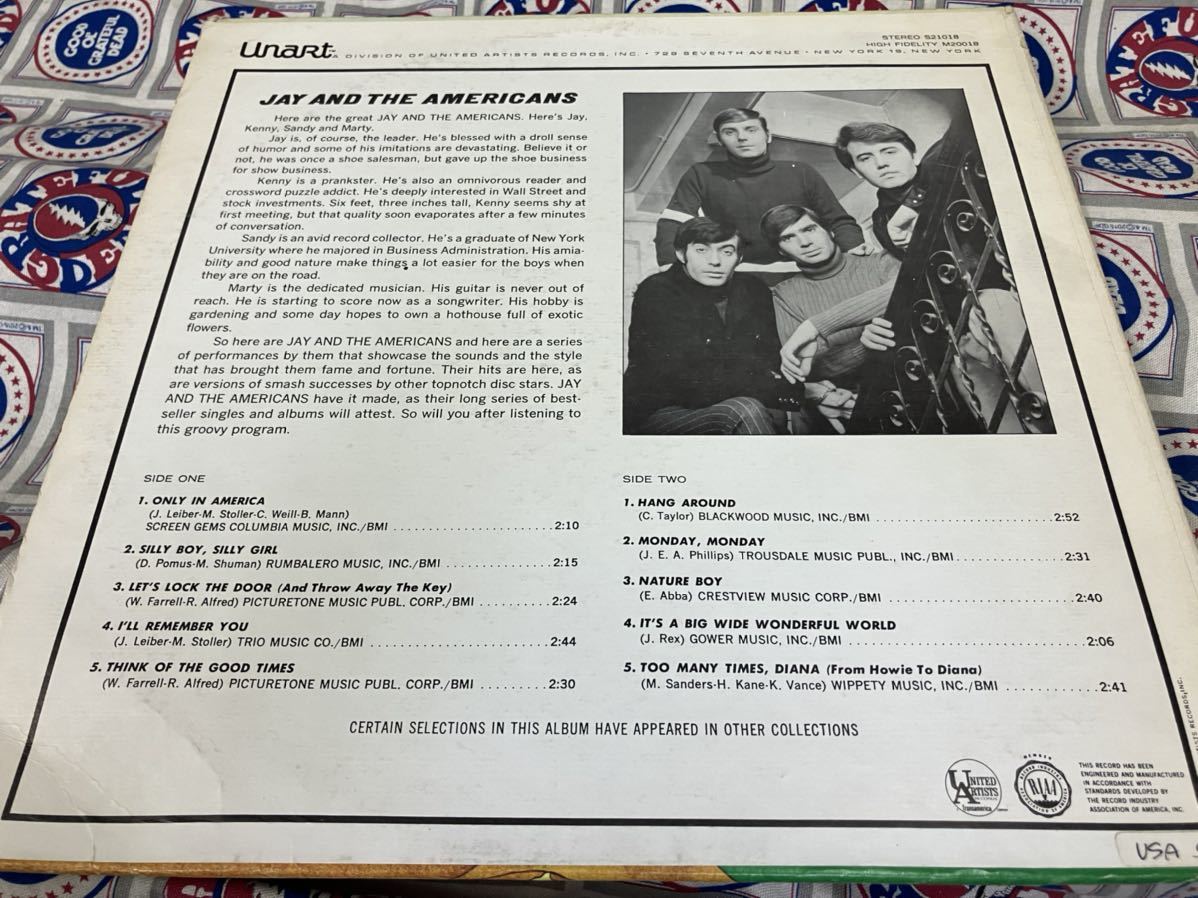 GOOD OL' GRATEFUL DEAD
Unart
A DIVISION OF UNITED ARTISTS RECORDS, INC. • 729 SEVENTH AVENUE • NEW YORK 19, NEW YORK
STEREO S21018
HIGH FIDELITY M20018
JAY AND THE AMERICANS
Here are the great JAY AND THE AMERICANS. Here's Jay,
Kenny, Sandy and Marty.
Jay is, of course, the leader. He's blessed with a droll sense
of humor and some of his imitations are devastating. Believe it or
not, he was once a shoe salesman, but gave up the shoe business
for show business.
Kenny is a prankster. He's also an omnivorous reader and
crossword puzzle addict. He's deeply interested in Wall Street and
stock investments. Six feet, three inches tall, Kenny seems shy at
first meeting, but that quality soon evaporates after a few minutes
of conversation.
Sandy is an avid record collector. He's a graduate of New York
University where he majored in Business Administration. His amia-
bility and good nature make things a lot easier for the boys when
they are on the road.
Marty is the dedicated musician. His guitar is never out of
reach. He is starting to score now as a songwriter. His hobby is
gardening and some day hopes to own a hothouse full of exotic
flowers.
So here are JAY AND THE AMERICANS and here are a series
of performances by them that showcase the sounds and the style
that has brought them fame and fortune. Their hits are here, as
are versions of smash successes by other topnotch disc stars. JAY
AND THE AMERICANS have it made, as their long series of best-
seller singles and albums will attest. So will you after listening to
this groovy program.
SIDE ONE
1. ONLY IN AMERICA
(J. Leiber-M. Stoller-C. Weill-B. Mann)
SCREEN GEMS COLUMBIA MUSIC, INC./BMI ..................... 2:10
2. SILLY BOY, SILLY GIRL
(D. Pomus-M. Shuman) RUMBALERO MUSIC, INC./BMI .............. 2:15
3. LET'S LOCK THE DOOR (And Throw Away The Key)
(W. Farrell-R. Alfred) PICTURETONE MUSIC PUBL. CORP./BMI .......... 2:24
4. I'LL REMEMBER YOU
(J. Leiber-M. Stoller) TRIO MUSIC CO./BMI ........................ 2:44
5. THINK OF THE GOOD TIMES
(W. Farrell-R. Alfred) PICTURETONE MUSIC PUBL. CORP./BMI ......... 2:30
SIDE TWO
1. HANG AROUND
(C. Taylor) BLACKWOOD MUSIC, INC./BMI ........................ 2:52
2. MONDAY, MONDAY
(J. E. A. Phillips) TROUSDALE MUSIC PUBL., INC./BMI ............... 2:31
3. NATURE BOY
(E. Abba) CRESTVIEW MUSIC CORP./BMI ......................... 2:40
4. IT'S A BIG WIDE WONDERFUL WORLD
(J. Rex) GOWER MUSIC, INC./BMI ............................... 2:06
5. TOO MANY TIMES, DIANA (From Howie To Diana)
(M. Sanders-H. Kane-K. Vance) WIPPETY MUSIC, INC./BMI ............ 2:41
CERTAIN SELECTIONS IN THIS ALBUM HAVE APPEARED IN OTHER COLLECTIONS
UNITED ARTISTS
RECORDS
Transamerica
MEMBER
RECORD INDUSTRY ASSOCIATION OF AMERICA
RIAA
THIS RECORD HAS BEEN
ENGINEERED AND MANUFACTURED
IN ACCORDANCE WITH
STANDARDS DEVELOPED BY
THE RECORD INDUSTRY
ASSOCIATION OF AMERICA, INC.
USA